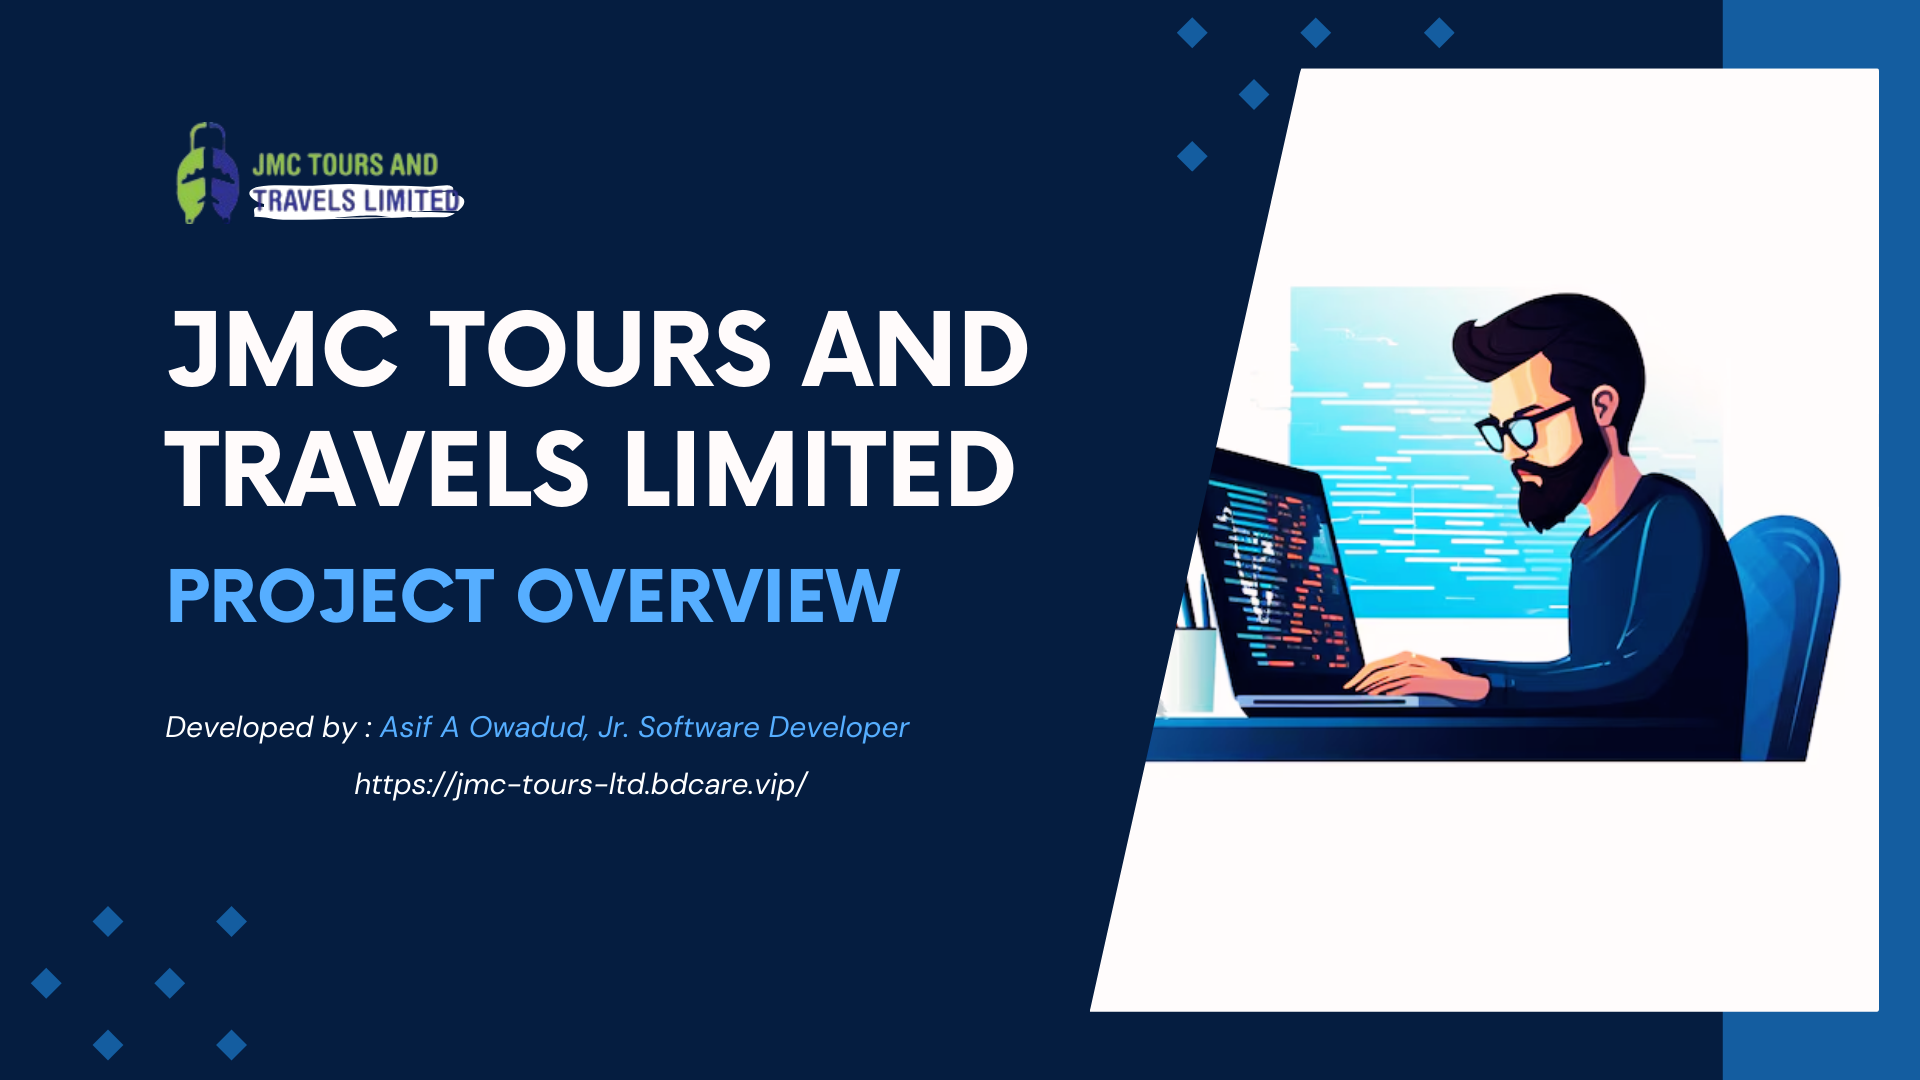 JMC TOURS AND
TRAVELS LIMITED
JMC TOURS AND
TRAVELS LIMITED
PROJECT OVERVIEW
Developed by : Asif A Owadud, Jr. Software Developer
https://jmc-tours-ltd.bdcare.vip/